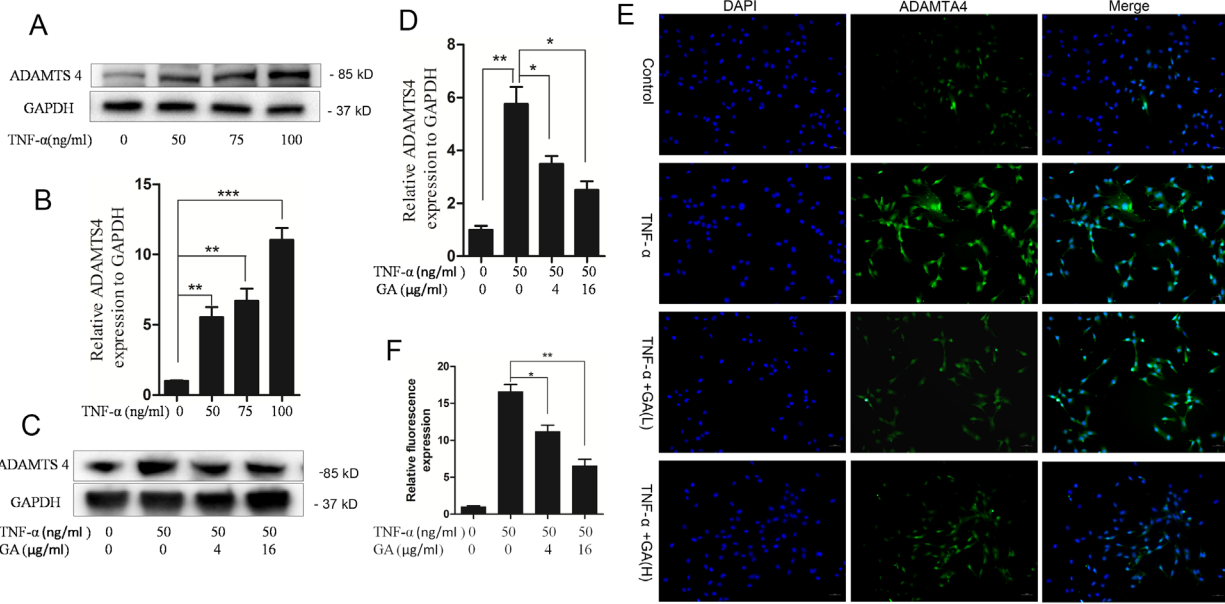 A
ADAMTS 4
- 85 kD
GAPDH
- 37 kD
TNF-α(ng/ml) 0 50 75 100
B
Relative ADAMTS4
expression to GAPDH
15
10
5
0
***
**
**
TNF-α (ng/ml) 0 50 75 100
C
ADAMTS 4
-85 kD
GAPDH
- 37 kD
TNF-α (ng/ml ) 0 50 50 50
GA (μg/ml) 0 0 4 16
D
Relative ADAMTS4
expression to GAPDH
8
6
4
2
0
**
*
*
TNF-α (ng/ml ) 0 50 50 50
GA (μg/ml) 0 0 4 16
F
Relative fluorescence
expression
20
15
10
5
0
**
*
TNF-α (ng/ml) 0 50 50 50
GA (μg/ml) 0 0 4 16
E
DAPI ADAMTA4 Merge
Control
TNF-α
TNF-α +GA(L)
TNF-α +GA(H)